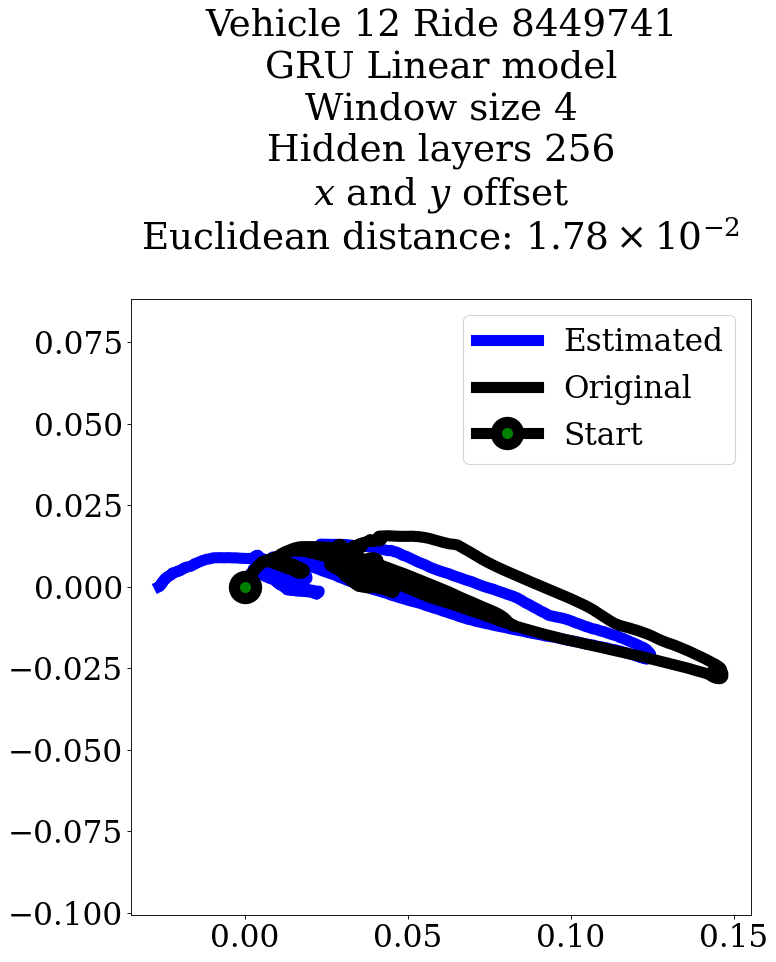 Vehicle 12 Ride 8449741
GRU Linear model
Window size 4
Hidden layers 256
x and y offset
Euclidean distance: 1.78 × 10⁻²
Estimated
Original
Start
0.075
0.050
0.025
0.000
−0.025
−0.050
−0.075
−0.100
0.00 0.05 0.10 0.15